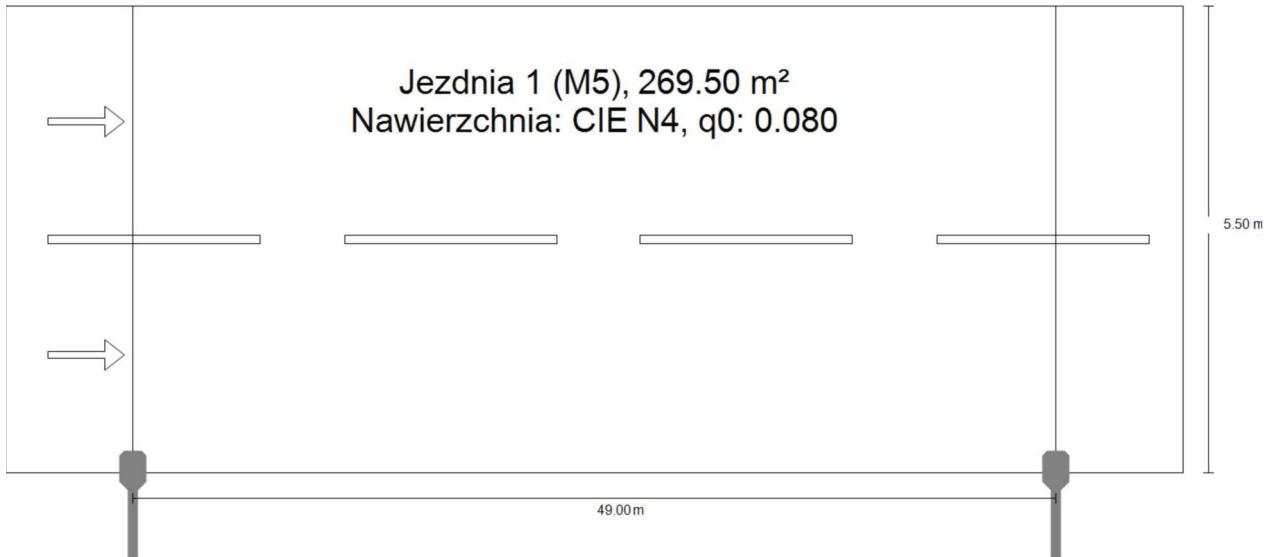 Jezdnia 1 (M5), 269.50 m²
Nawierzchnia: CIE N4, q0: 0.080
5.50 m
49.00 m